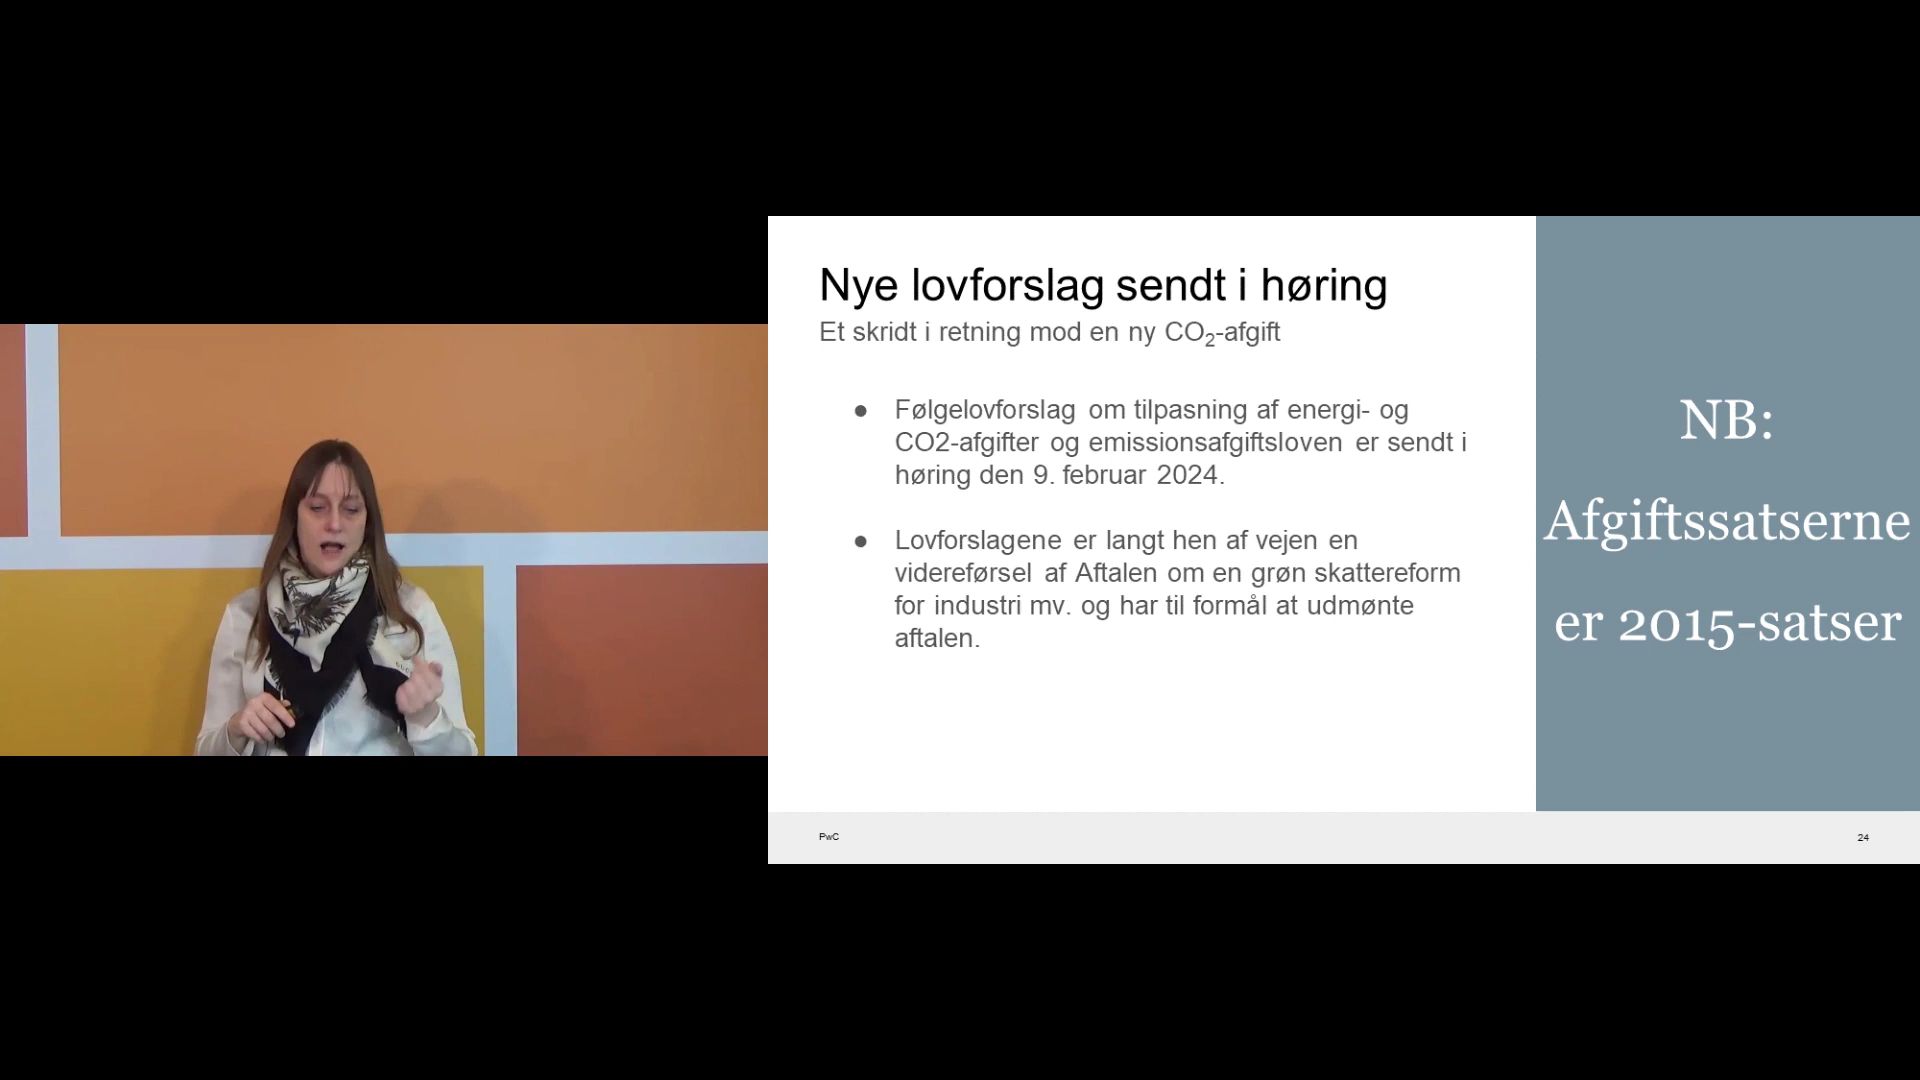 Nye lovforslag sendt i høring
Et skridt i retning mod en ny CO₂-afgift
● Følgelovforslag om tilpasning af energi- og
CO2-afgifter og emissionsafgiftsloven er sendt i
høring den 9. februar 2024.
● Lovforslagene er langt hen af vejen en
videreførsel af Aftalen om en grøn skattereform
for industri mv. og har til formål at udmønte
aftalen.
NB:
Afgiftssatserne
er 2015-satser
PwC
24